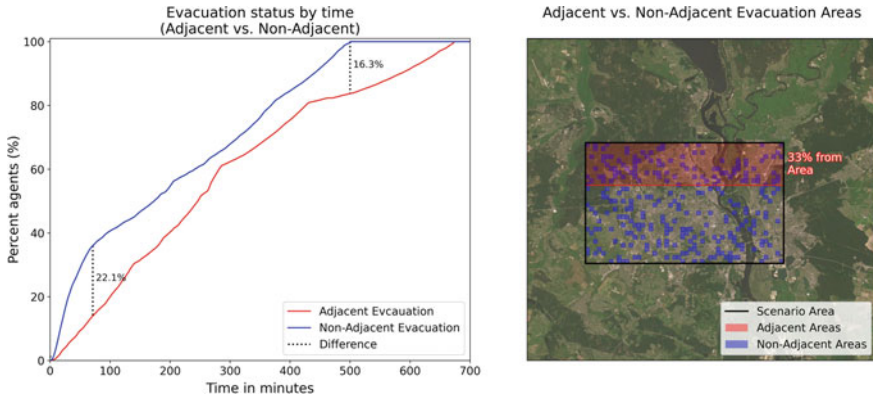 Evacuation status by time
(Adjacent vs. Non-Adjacent)
Percent agents (%)
100
80
60
40
20
0
22.1%
16.3%
Adjacent Evcauation
Non-Adjacent Evacuation
Difference
0
100
200
300
400
500
600
700
Time in minutes
Adjacent vs. Non-Adjacent Evacuation Areas
33% from
Area
Scenario Area
Adjacent Areas
Non-Adjacent Areas